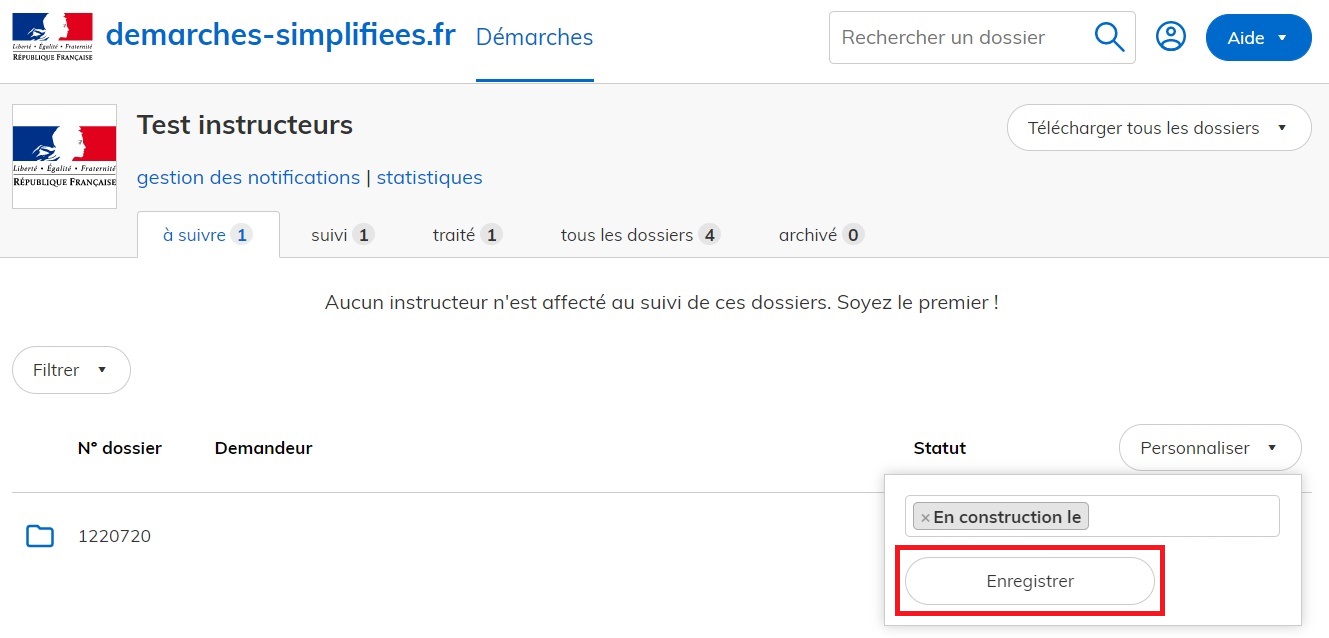 demarches-simplifiees.fr Démarches Rechercher un dossier Aide
Liberté • Égalité • Fraternité
RÉPUBLIQUE FRANÇAISE
Test instructeurs Télécharger tous les dossiers
Liberté • Égalité • Fraternité
RÉPUBLIQUE FRANÇAISE
gestion des notifications | statistiques
à suivre 1 suivi 1 traité 1 tous les dossiers 4 archivé 0
Aucun instructeur n'est affecté au suivi de ces dossiers. Soyez le premier !
Filtrer
N° dossier Demandeur Statut Personnaliser
×En construction le
1220720
Enregistrer